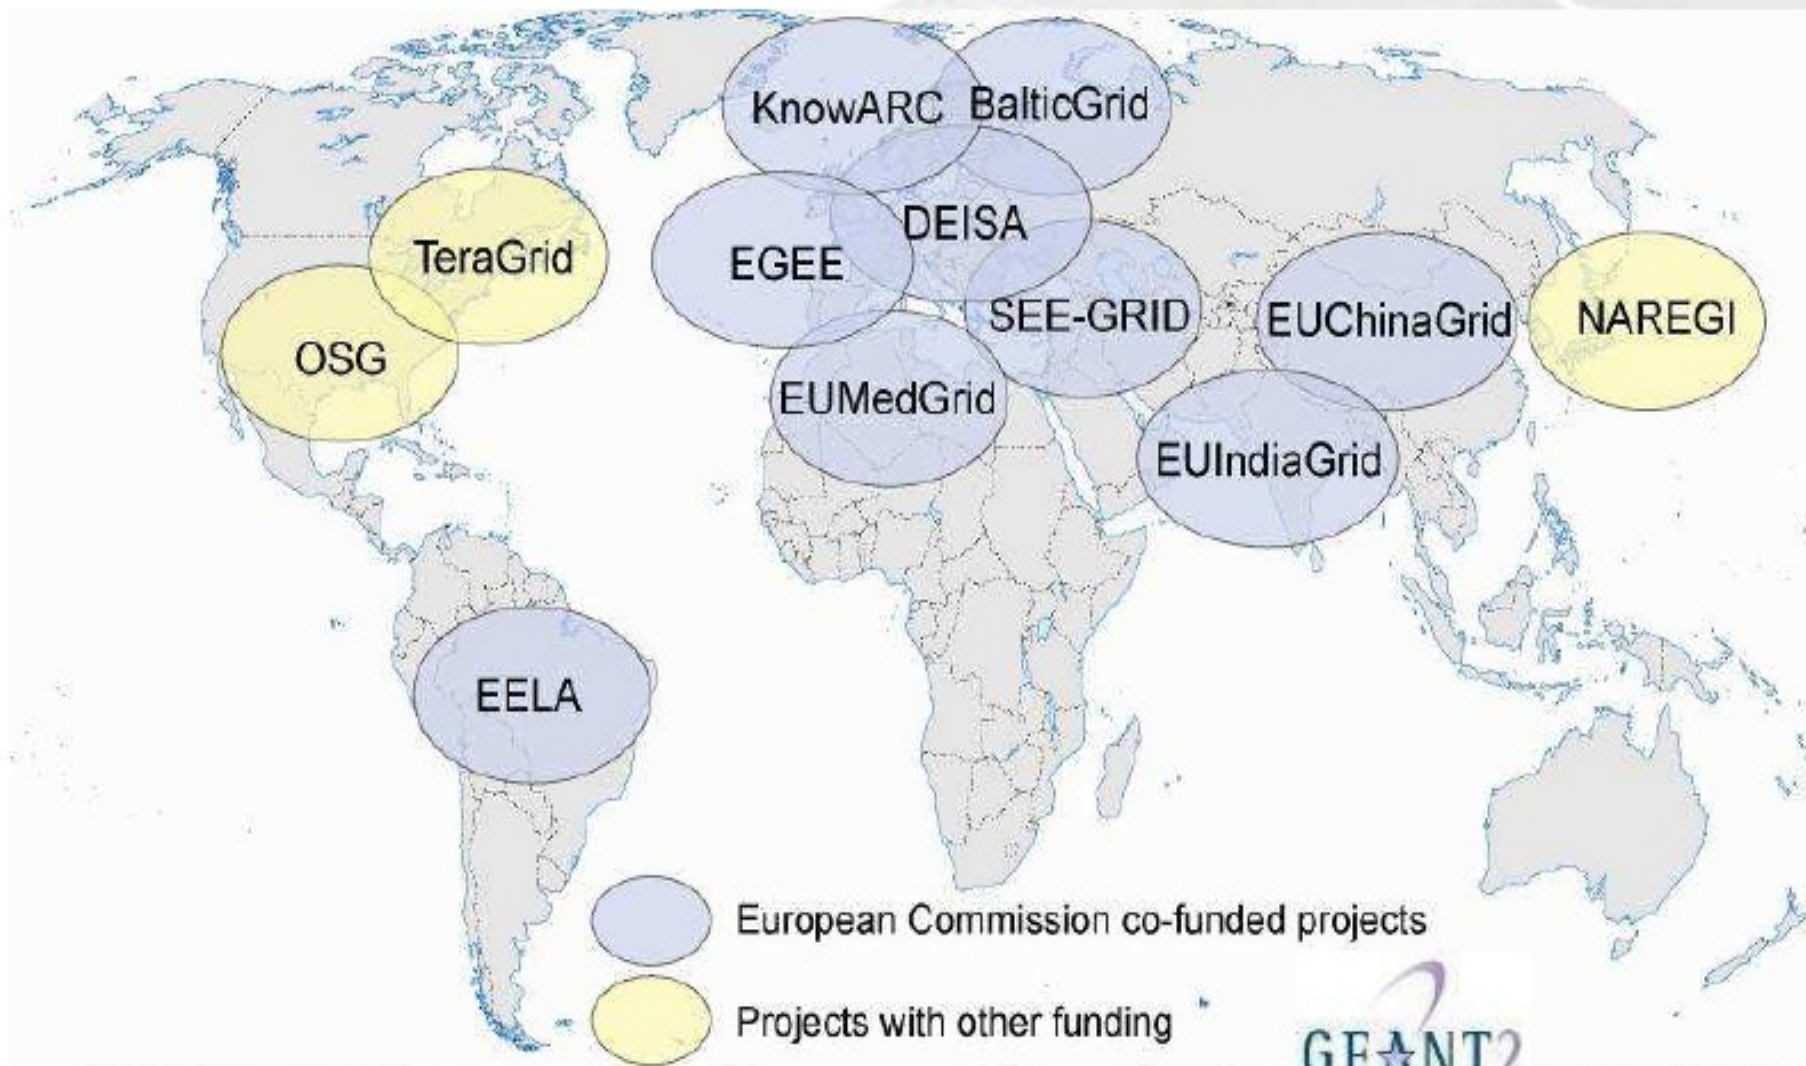 KnowARC
BalticGrid
TeraGrid
DEISA
EGEE
OSG
SEE-GRID
EUChinaGrid
NAREGI
EUMedGrid
EUIndiaGrid
EELA
European Commission co-funded projects
Projects with other funding
GEANT2